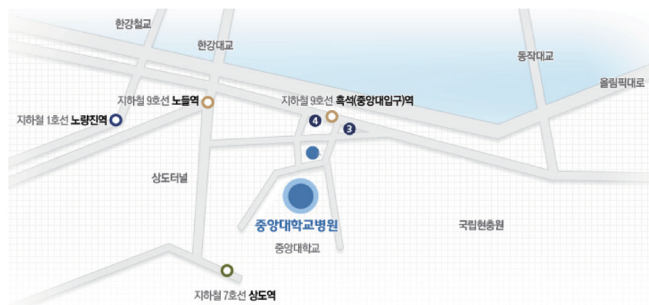 한강철교
한강대교
동작대교
올림픽대로
지하철 9호선 노들역
지하철 9호선 흑석(중앙대입구)역
지하철 1호선 노량진역
4
3
상도터널
중앙대학교병원
중앙대학교
국립현충원
지하철 7호선 상도역